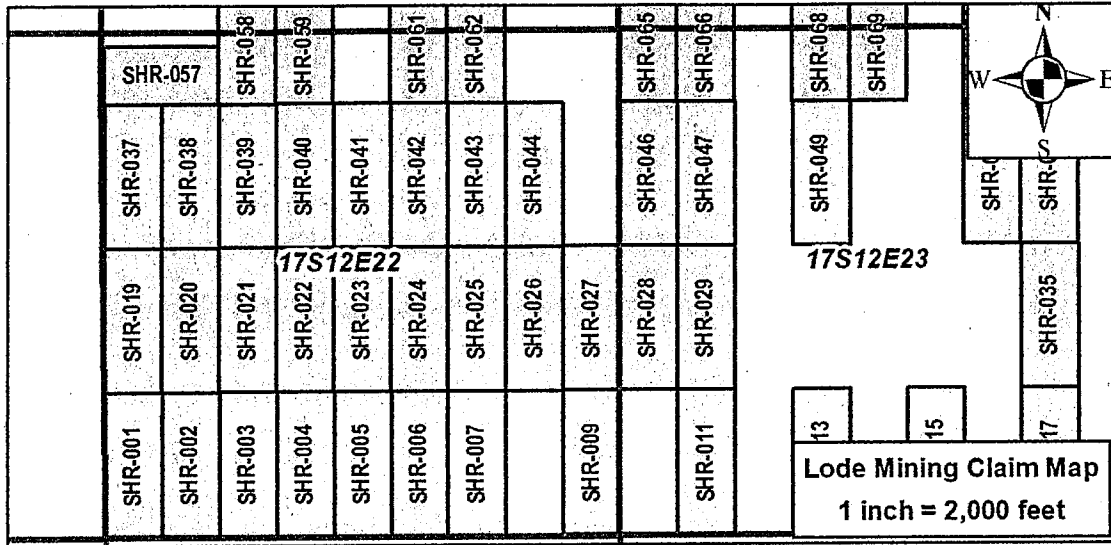 N
W
E
S
SHR-057
SHR-058
SHR-059
SHR-061
SHR-062
SHR-065
SHR-066
SHR-068
SHR-069
SHR-037
SHR-038
SHR-039
SHR-040
SHR-041
SHR-042
SHR-043
SHR-044
SHR-046
SHR-047
SHR-049
17S12E22
17S12E23
SHR-019
SHR-020
SHR-021
SHR-022
SHR-023
SHR-024
SHR-025
SHR-026
SHR-027
SHR-028
SHR-029
SHR-035
SHR-001
SHR-002
SHR-003
SHR-004
SHR-005
SHR-006
SHR-007
SHR-009
SHR-011
13
15
17
Lode Mining Claim Map
1 inch = 2,000 feet